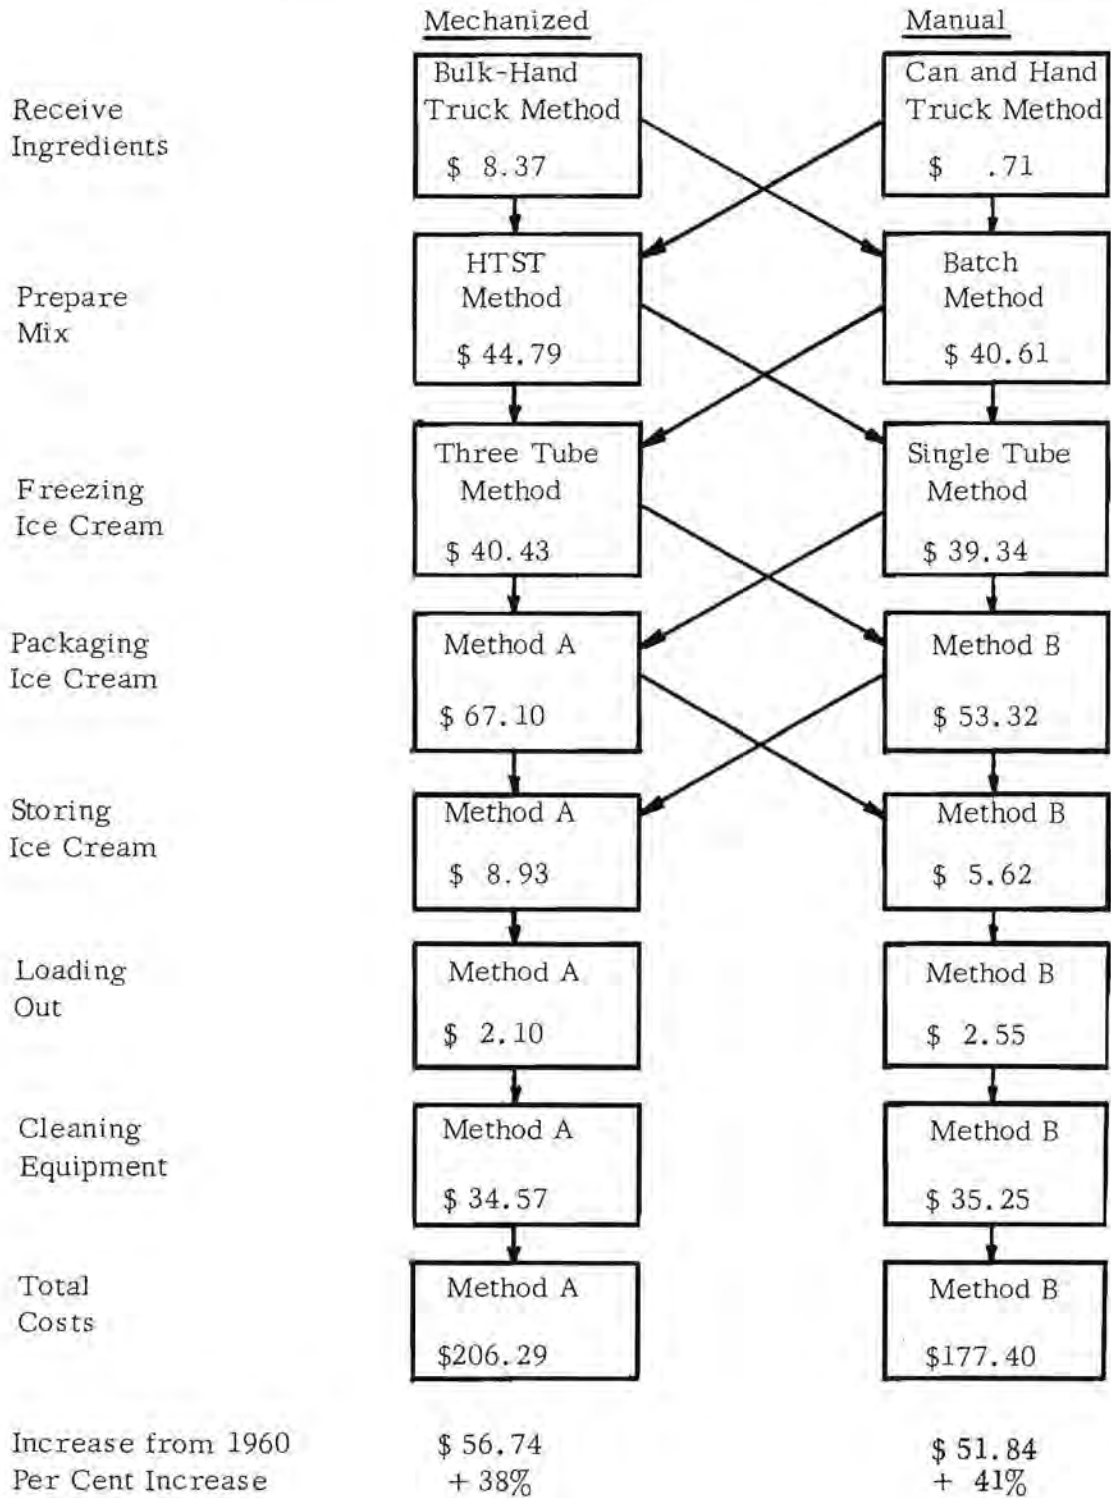 Mechanized Manual
Receive
Ingredients
Bulk-Hand
Truck Method
$ 8.37
Can and Hand
Truck Method
$ .71
Prepare
Mix
HTST
Method
$ 44.79
Batch
Method
$ 40.61
Freezing
Ice Cream
Three Tube
Method
$ 40.43
Single Tube
Method
$ 39.34
Packaging
Ice Cream
Method A
$ 67.10
Method B
$ 53.32
Storing
Ice Cream
Method A
$ 8.93
Method B
$ 5.62
Loading
Out
Method A
$ 2.10
Method B
$ 2.55
Cleaning
Equipment
Method A
$ 34.57
Method B
$ 35.25
Total
Costs
Method A
$206.29
Method B
$177.40
Increase from 1960 $ 56.74 $ 51.84
Per Cent Increase + 38% + 41%